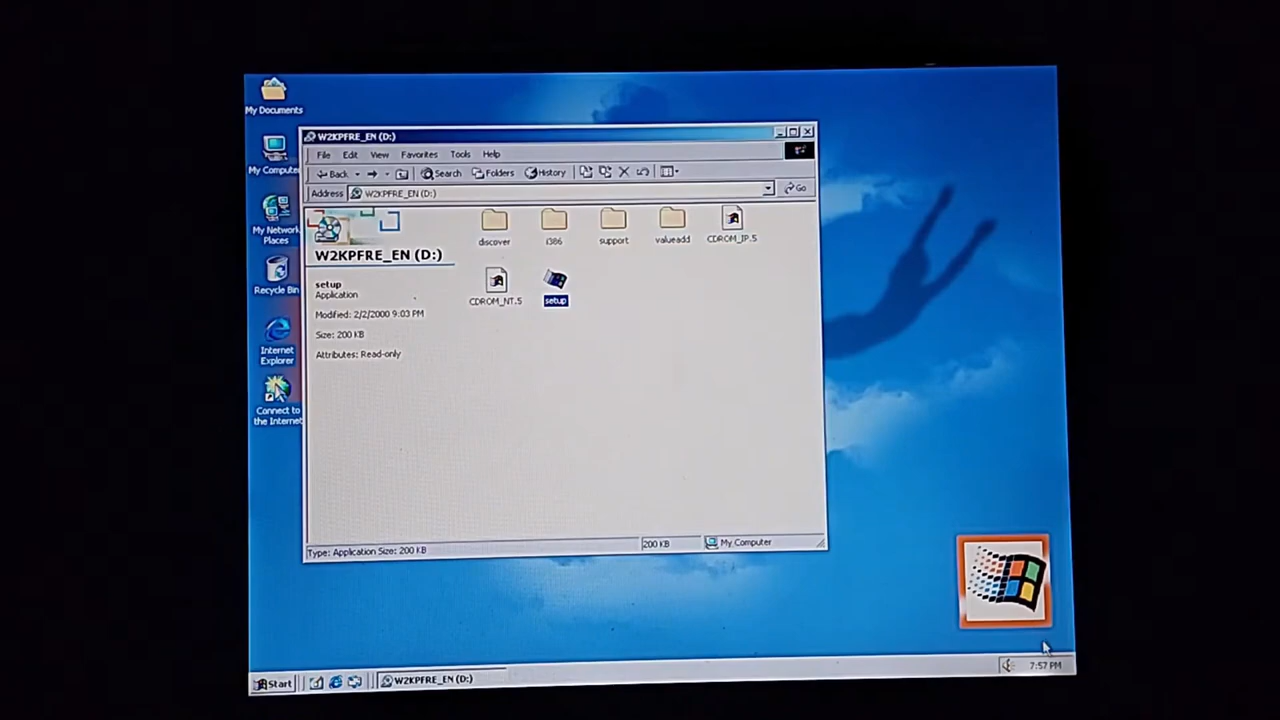 My Documents
My Computer
My Network
Places
Recycle Bin
Internet
Explorer
Connect to
the Internet
W2KPFRE_EN (D:)
File Edit View Favorites Tools Help
Back Search Folders History
Address W2KPFRE_EN (D:) Go
W2KPFRE_EN (D:)
setup
Application
Modified: 2/2/2000 9:03 PM
Size: 200 KB
Attributes: Read-only
discover i386 support valueadd CDROM_IP.5
CDROM_NT.5 setup
Type: Application Size: 200 KB 200 KB My Computer
Start W2KPFRE_EN (D:) 7:57 PM